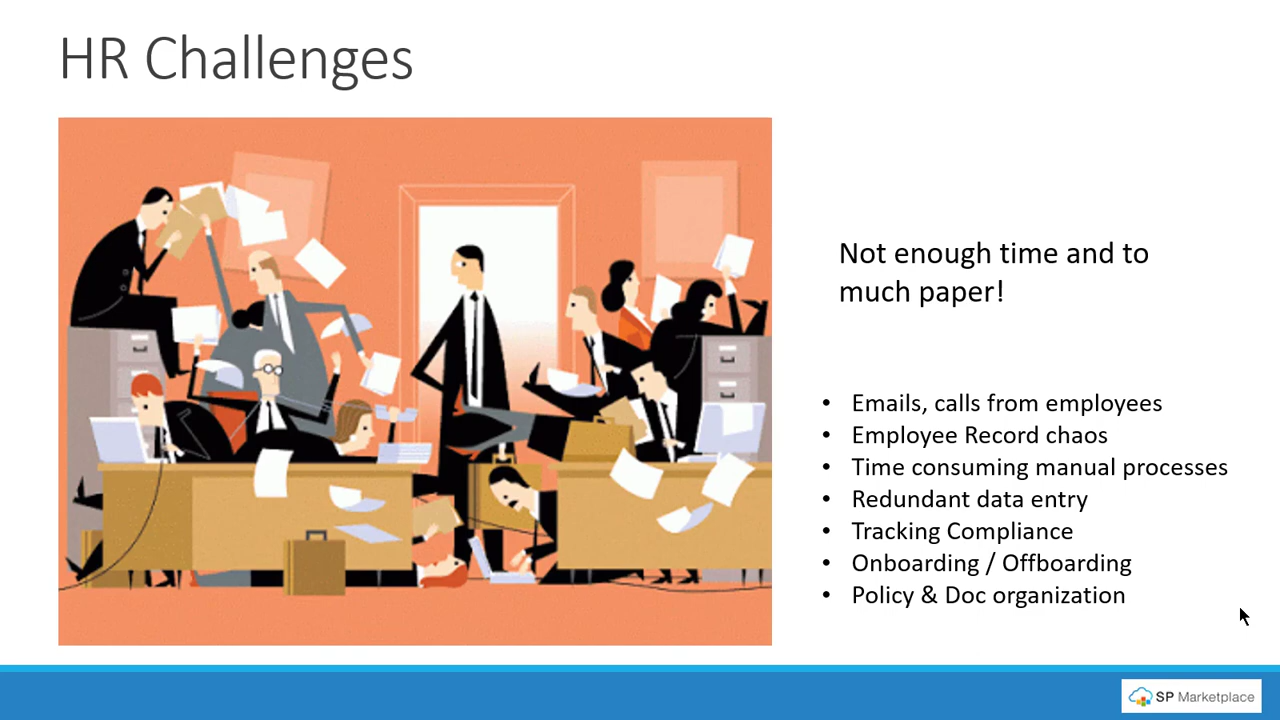 HR Challenges
Not enough time and to
much paper!
• Emails, calls from employees
• Employee Record chaos
• Time consuming manual processes
• Redundant data entry
• Tracking Compliance
• Onboarding / Offboarding
• Policy & Doc organization
SP Marketplace